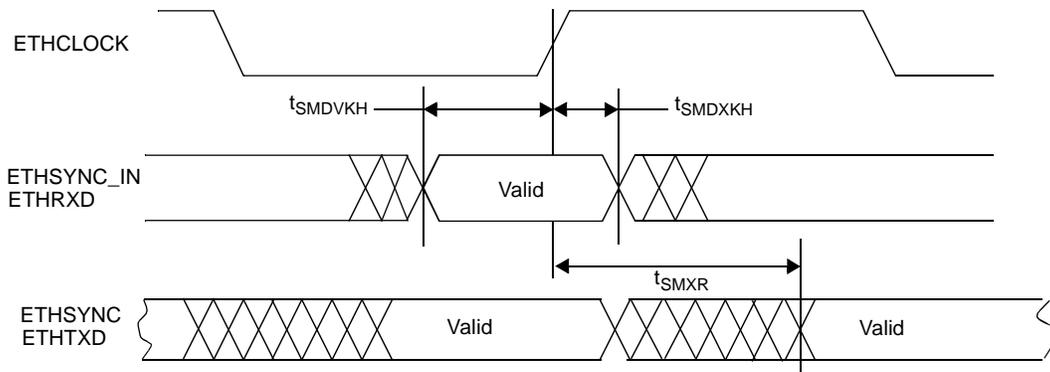 ETHCLOCK
tSMDVKH
tSMDXKH
ETHSYNC_IN
ETHRXD
Valid
tSMXR
ETHSYNC
ETHTXD
Valid
Valid